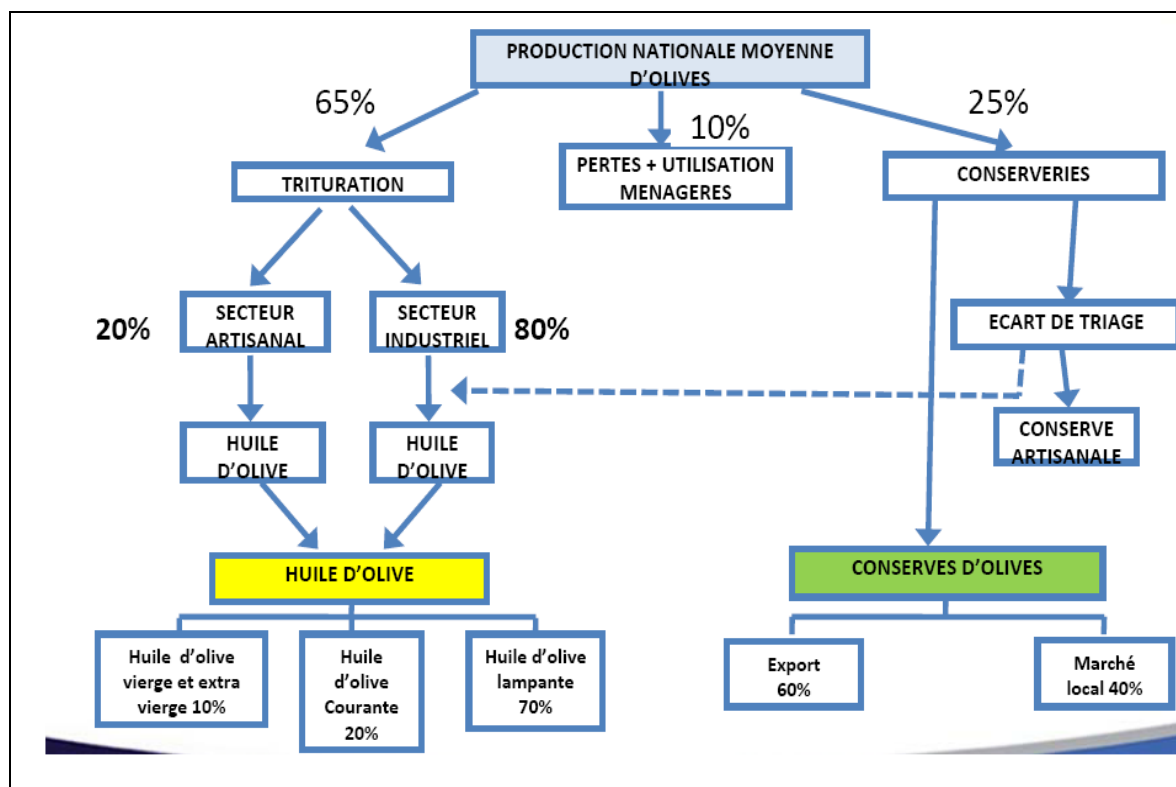 PRODUCTION NATIONALE MOYENNE
D’OLIVES
65%
10%
25%
TRITURATION
PERTES + UTILISATION
MENAGERES
CONSERVERIES
20%
SECTEUR
ARTISANAL
SECTEUR
INDUSTRIEL
80%
ECART DE TRIAGE
HUILE
D’OLIVE
HUILE
D’OLIVE
CONSERVE
ARTISANALE
HUILE D’OLIVE
CONSERVES D’OLIVES
Huile d’olive
vierge et extra
vierge 10%
Huile
d’olive
Courante
20%
Huile d’olive
lampante
70%
Export
60%
Marché
local 40%